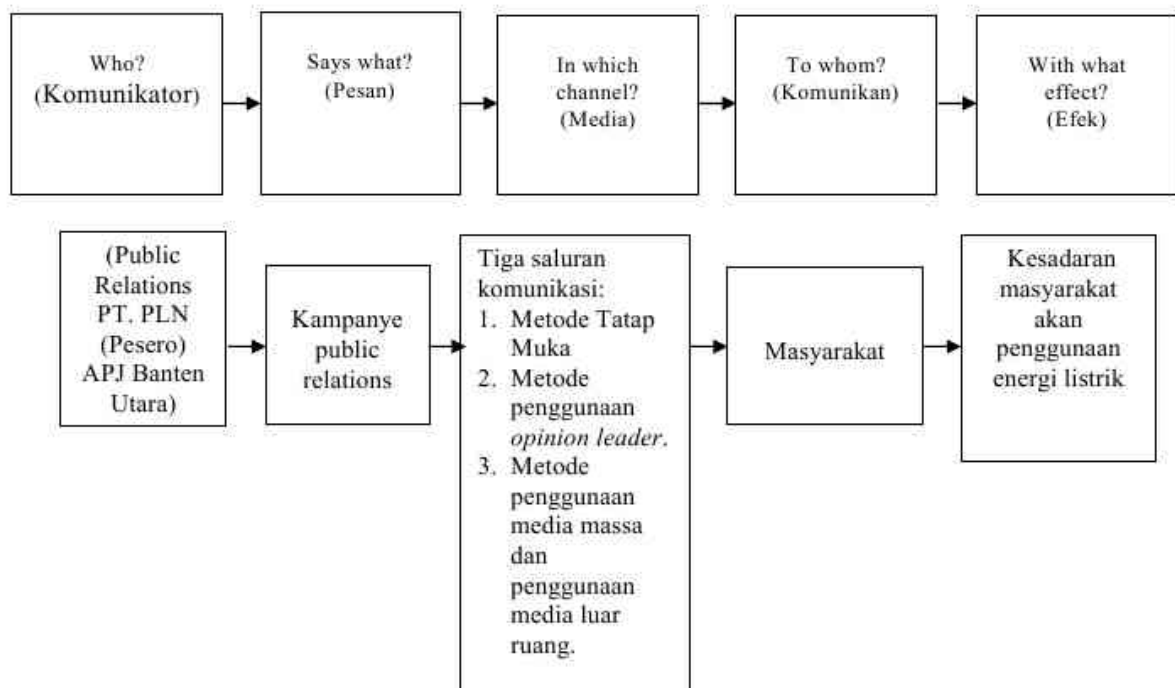 Who?
(Komunikator)
Says what?
(Pesan)
In which
channel?
(Media)
To whom?
(Komunikan)
With what
effect?
(Efek)
(Public
Relations
PT. PLN
(Pesero)
APJ Banten
Utara)
Kampanye
public
relations
Tiga saluran
komunikasi:
1. Metode Tatap
Muka
2. Metode
penggunaan
opinion leader.
3. Metode
penggunaan
media massa
dan
penggunaan
media luar
ruang.
Masyarakat
Kesadaran
masyarakat
akan
penggunaan
energi listrik